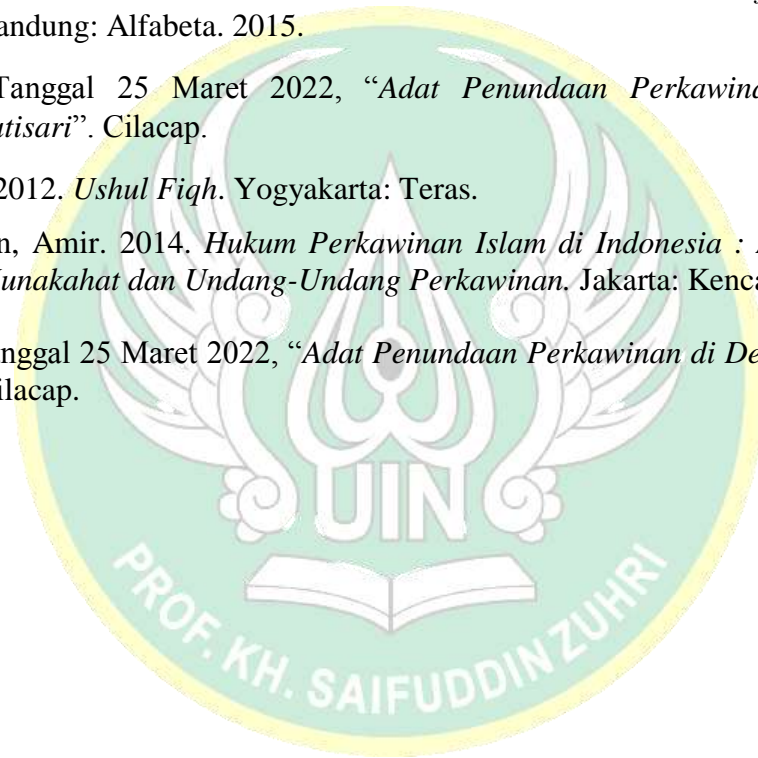 andung: Alfabeta. 2015.
Tanggal 25 Maret 2022, “Adat Penundaan Perkawina
tisari”. Cilacap.
2012. Ushul Fiqh. Yogyakarta: Teras.
n, Amir. 2014. Hukum Perkawinan Islam di Indonesia :
unakahat dan Undang-Undang Perkawinan. Jakarta: Kenca
nggal 25 Maret 2022, “Adat Penundaan Perkawinan di De
ilacap.
UIN
PROF. KH. SAIFUDDIN ZUHRI